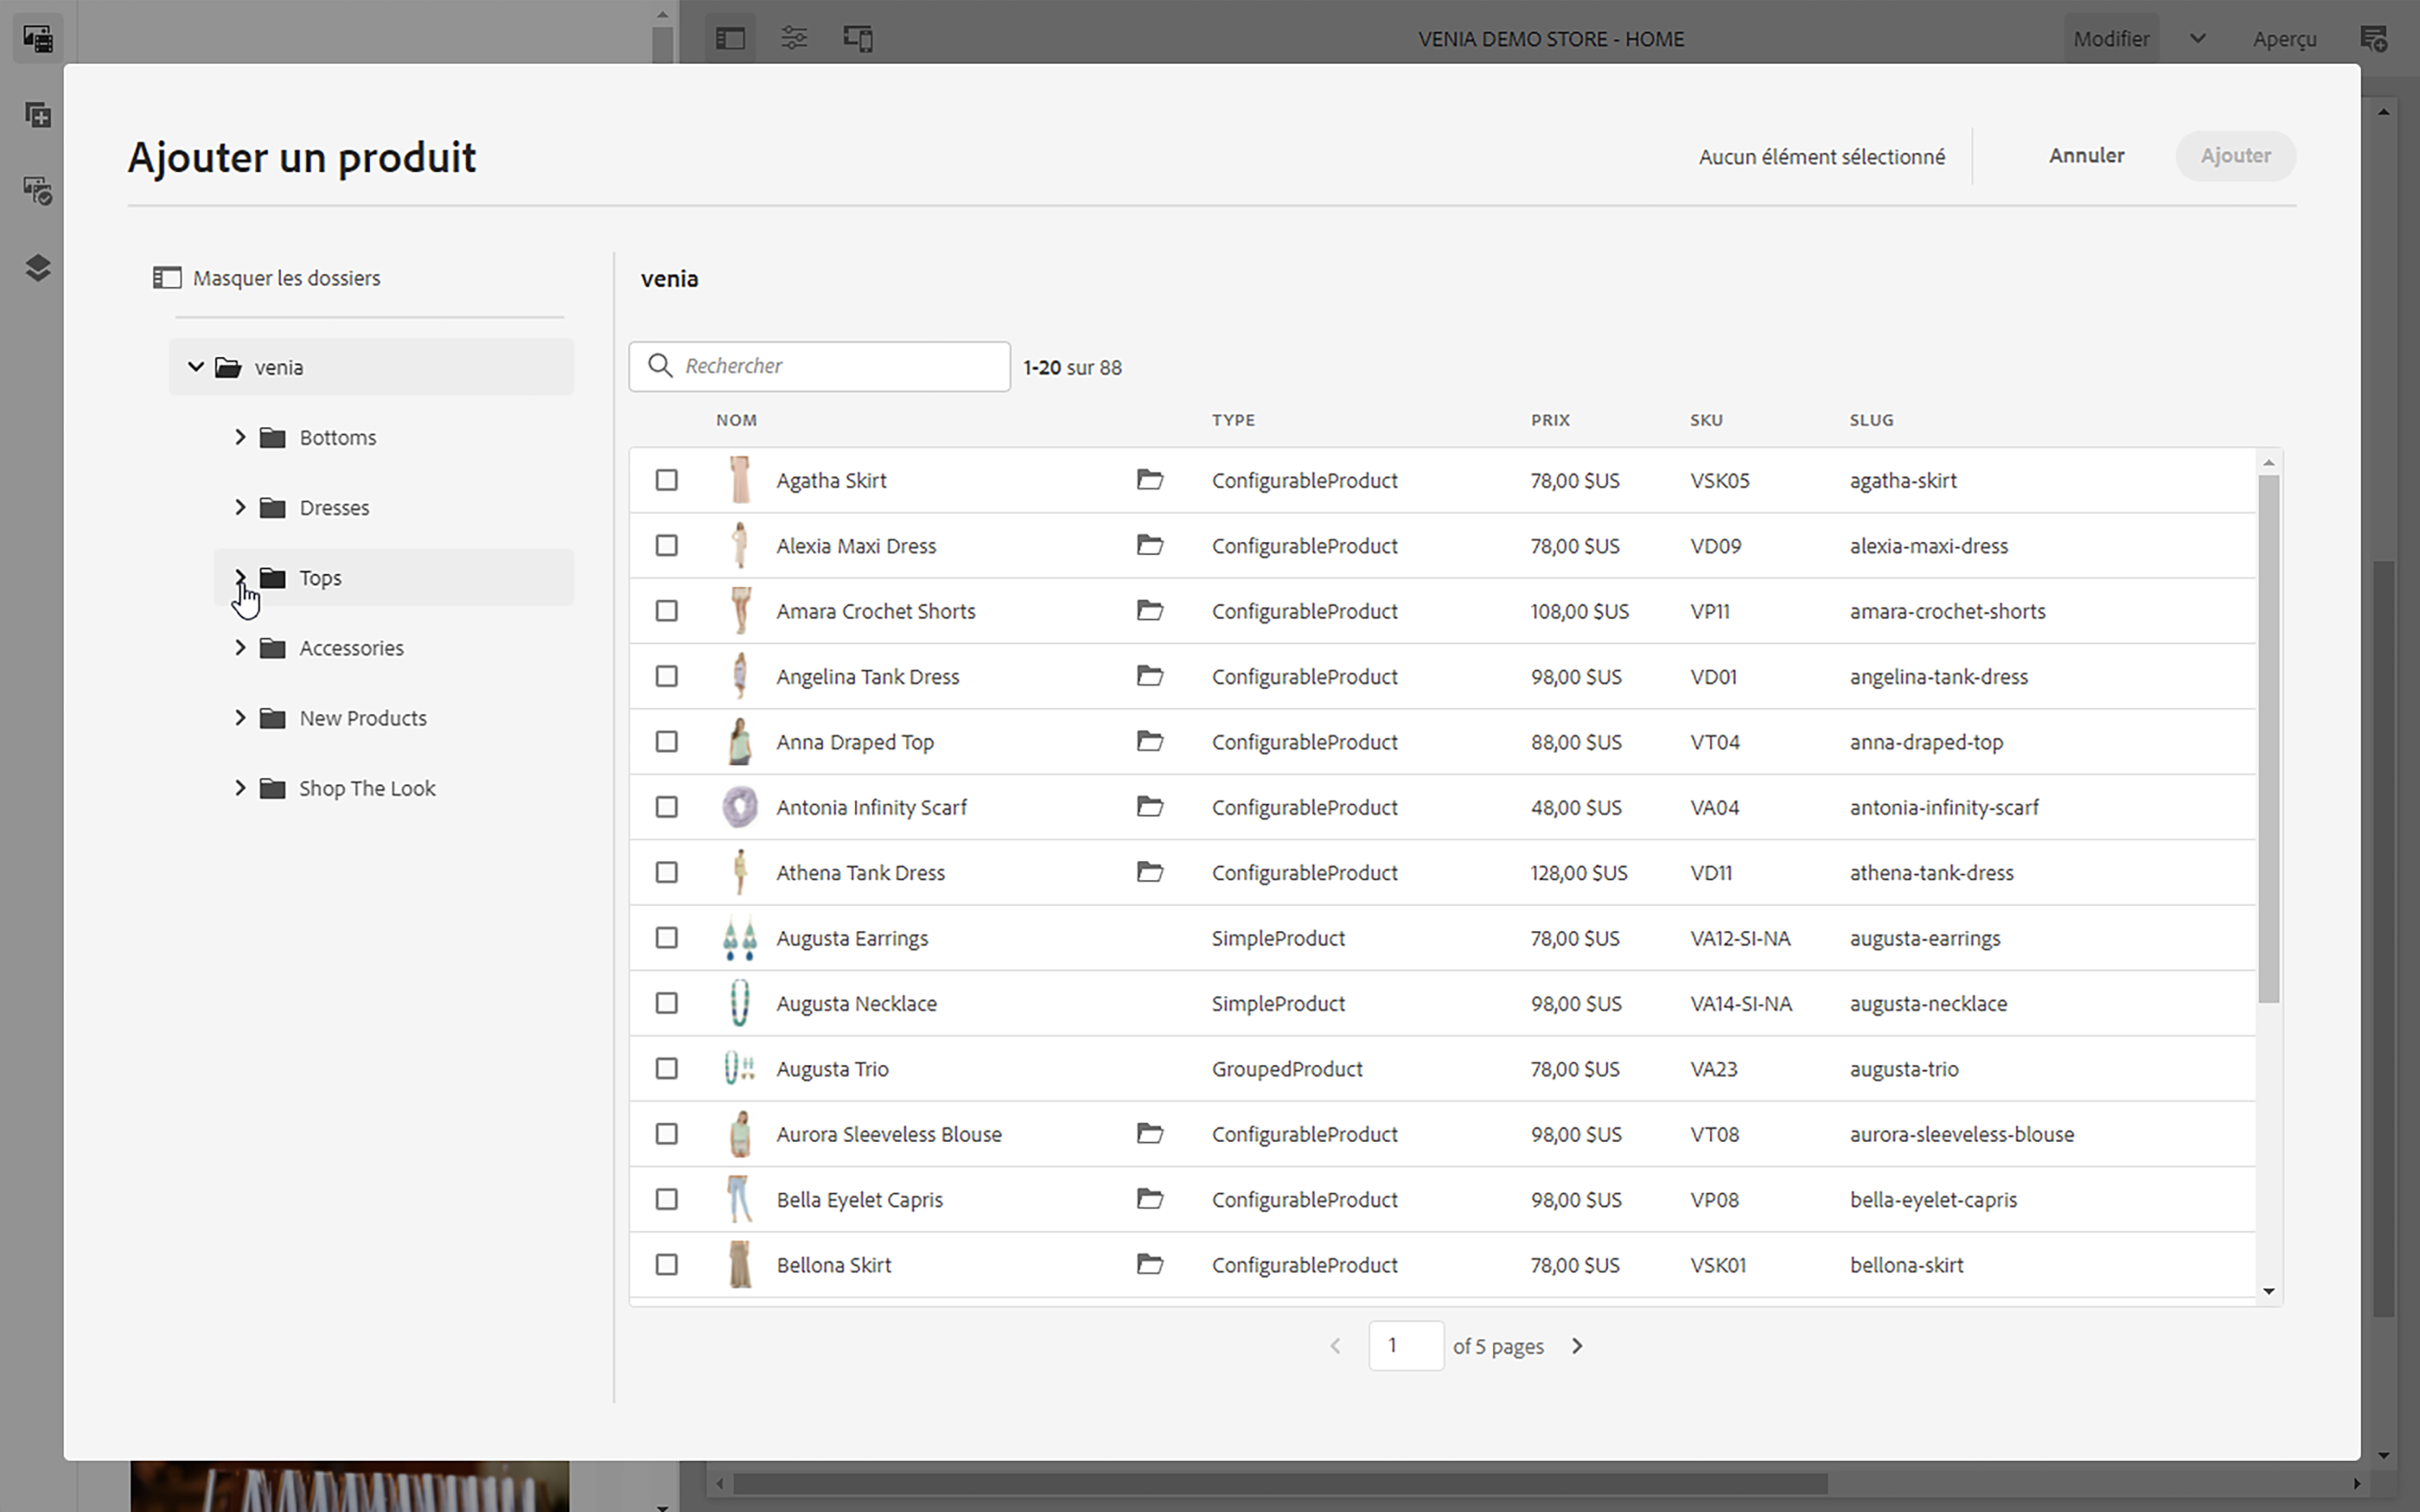 VENIA DEMO STORE - HOME
Modifier
Aperçu
Ajouter un produit
Aucun élément sélectionné
Annuler
Ajouter
Masquer les dossiers
venia
Bottoms
Dresses
Tops
Accessories
New Products
Shop The Look
venia
Rechercher
1-20 sur 88
NOM TYPE PRIX SKU SLUG
Agatha Skirt ConfigurableProduct 78,00 $US VSK05 agatha-skirt
Alexia Maxi Dress ConfigurableProduct 78,00 $US VD09 alexia-maxi-dress
Amara Crochet Shorts ConfigurableProduct 108,00 $US VP11 amara-crochet-shorts
Angelina Tank Dress ConfigurableProduct 98,00 $US VD01 angelina-tank-dress
Anna Draped Top ConfigurableProduct 88,00 $US VT04 anna-draped-top
Antonia Infinity Scarf ConfigurableProduct 48,00 $US VA04 antonia-infinity-scarf
Athena Tank Dress ConfigurableProduct 128,00 $US VD11 athena-tank-dress
Augusta Earrings SimpleProduct 78,00 $US VA12-SI-NA augusta-earrings
Augusta Necklace SimpleProduct 98,00 $US VA14-SI-NA augusta-necklace
Augusta Trio GroupedProduct 78,00 $US VA23 augusta-trio
Aurora Sleeveless Blouse ConfigurableProduct 98,00 $US VT08 aurora-sleeveless-blouse
Bella Eyelet Capris ConfigurableProduct 98,00 $US VP08 bella-eyelet-capris
Bellona Skirt ConfigurableProduct 78,00 $US VSK01 bellona-skirt
1 of 5 pages